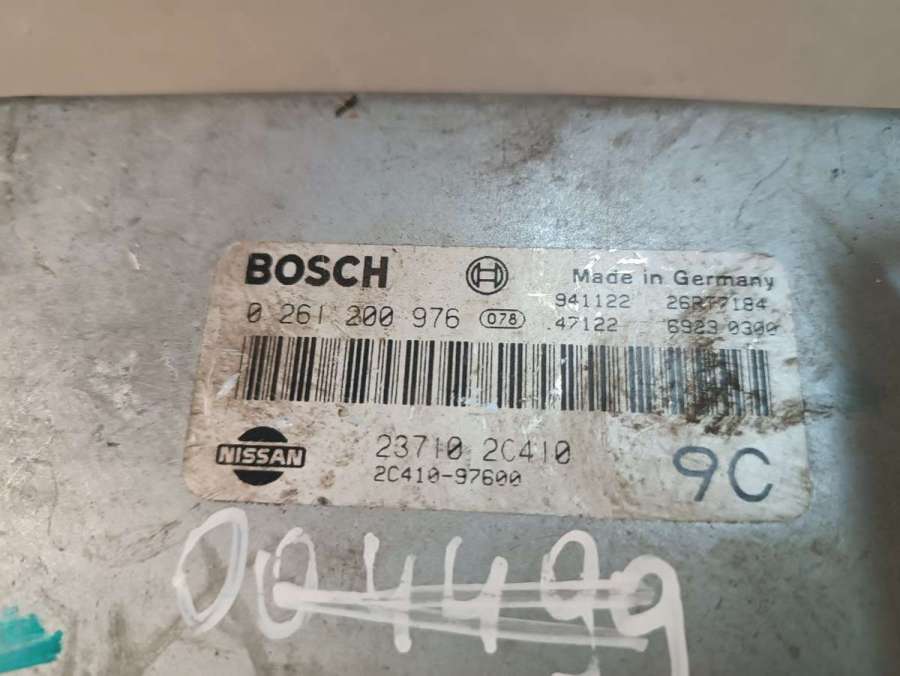 BOSCH H Made in Germany
941122 26RT7184
0 261 200 976 078 47122 6923 0300
NISSAN 23710 2C410
2C410-97600
9C
004499